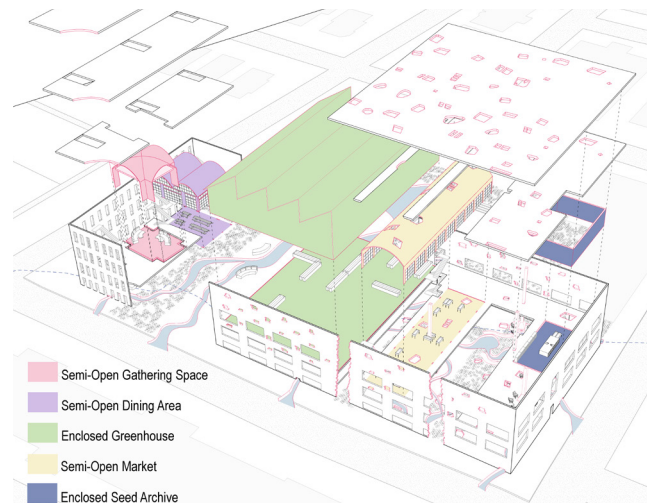 Semi-Open Gathering Space
Semi-Open Dining Area
Enclosed Greenhouse
Semi-Open Market
Enclosed Seed Archive